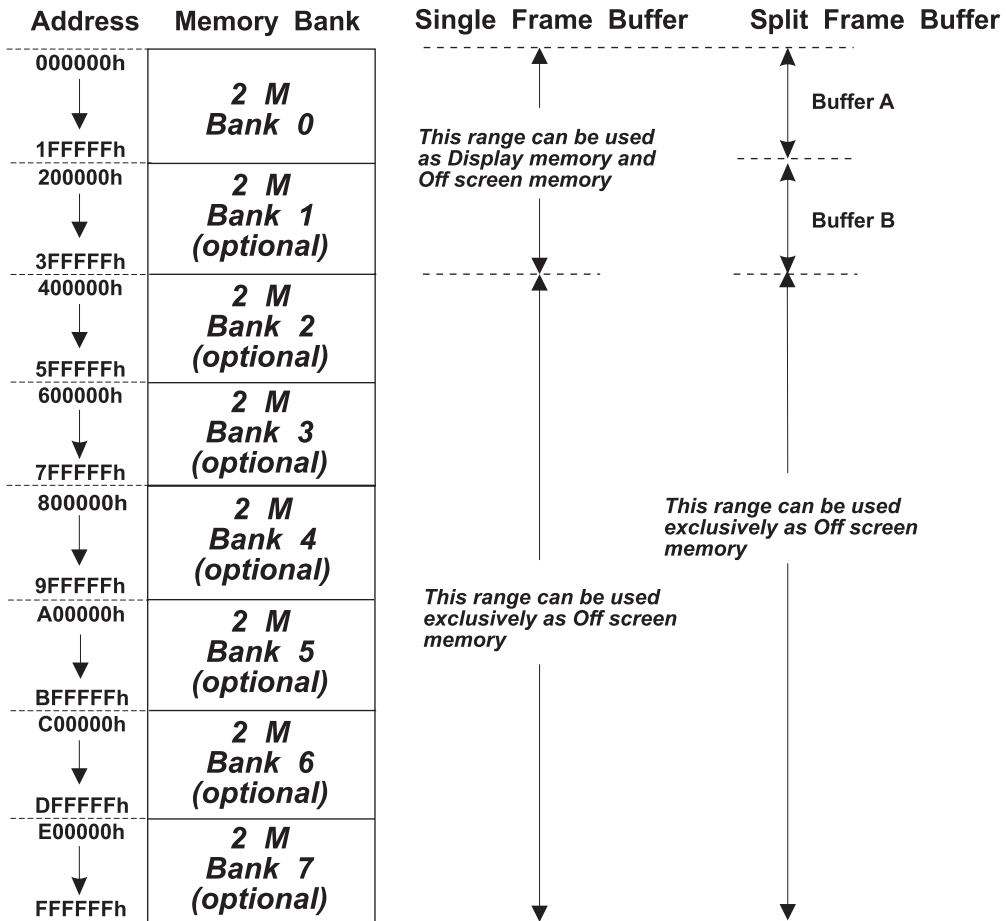 Address Memory Bank Single Frame Buffer Split Frame Buffer
000000h
1FFFFFh
2 M
Bank 0
This range can be used
as Display memory and
Off screen memory
Buffer A
200000h
3FFFFFh
2 M
Bank 1
(optional)
Buffer B
400000h
5FFFFFh
2 M
Bank 2
(optional)
600000h
7FFFFFh
2 M
Bank 3
(optional)
800000h
9FFFFFh
2 M
Bank 4
(optional)
This range can be used
exclusively as Off screen
memory
This range can be used
exclusively as Off screen
memory
A00000h
BFFFFFh
2 M
Bank 5
(optional)
C00000h
DFFFFFh
2 M
Bank 6
(optional)
E00000h
FFFFFFh
2 M
Bank 7
(optional)